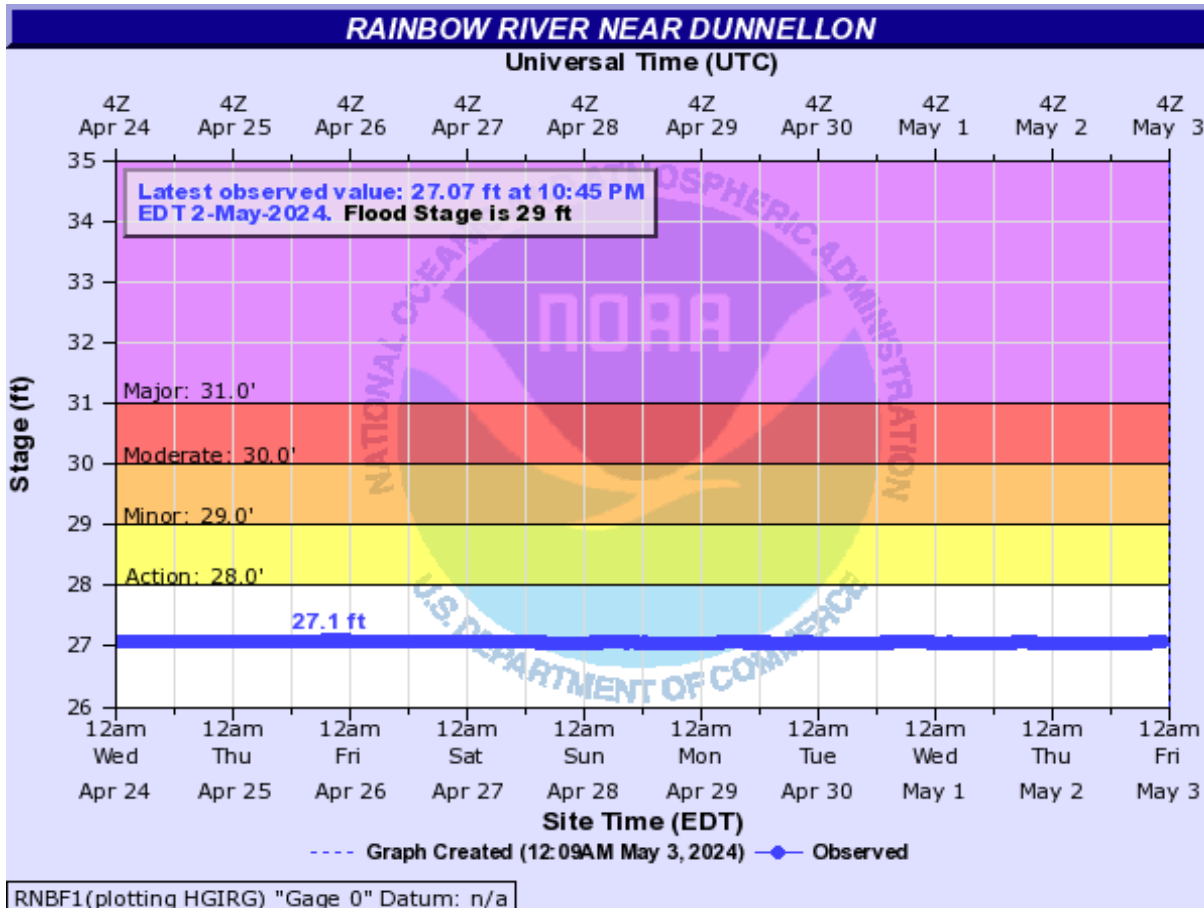 RAINBOW RIVER NEAR DUNNELLON
Universal Time (UTC)
4Z 4Z 4Z 4Z 4Z 4Z 4Z 4Z 4Z 4Z
Apr 24 Apr 25 Apr 26 Apr 27 Apr 28 Apr 29 Apr 30 May 1 May 2 May 3
Latest observed value: 27.07 ft at 10:45 PM
EDT 2-May-2024. Flood Stage is 29 ft
NATIONAL OCEANIC AND ATMOSPHERIC ADMINISTRATION
NOAA
U.S. DEPARTMENT OF COMMERCE
Stage (ft)
35
34
33
32
31
30
29
28
27
26
Major: 31.0'
Moderate: 30.0'
Minor: 29.0'
Action: 28.0'
27.1 ft
12am 12am 12am 12am 12am 12am 12am 12am 12am 12am
Wed Thu Fri Sat Sun Mon Tue Wed Thu Fri
Apr 24 Apr 25 Apr 26 Apr 27 Apr 28 Apr 29 Apr 30 May 1 May 2 May 3
Site Time (EDT)
Graph Created (12:09AM May 3, 2024) Observed
RNBF1(plotting HGIRG) "Gage 0" Datum: n/a